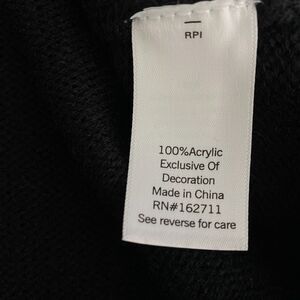 RPI
100%Acrylic
Exclusive Of
Decoration
Made in China
RN#162711
See reverse for care